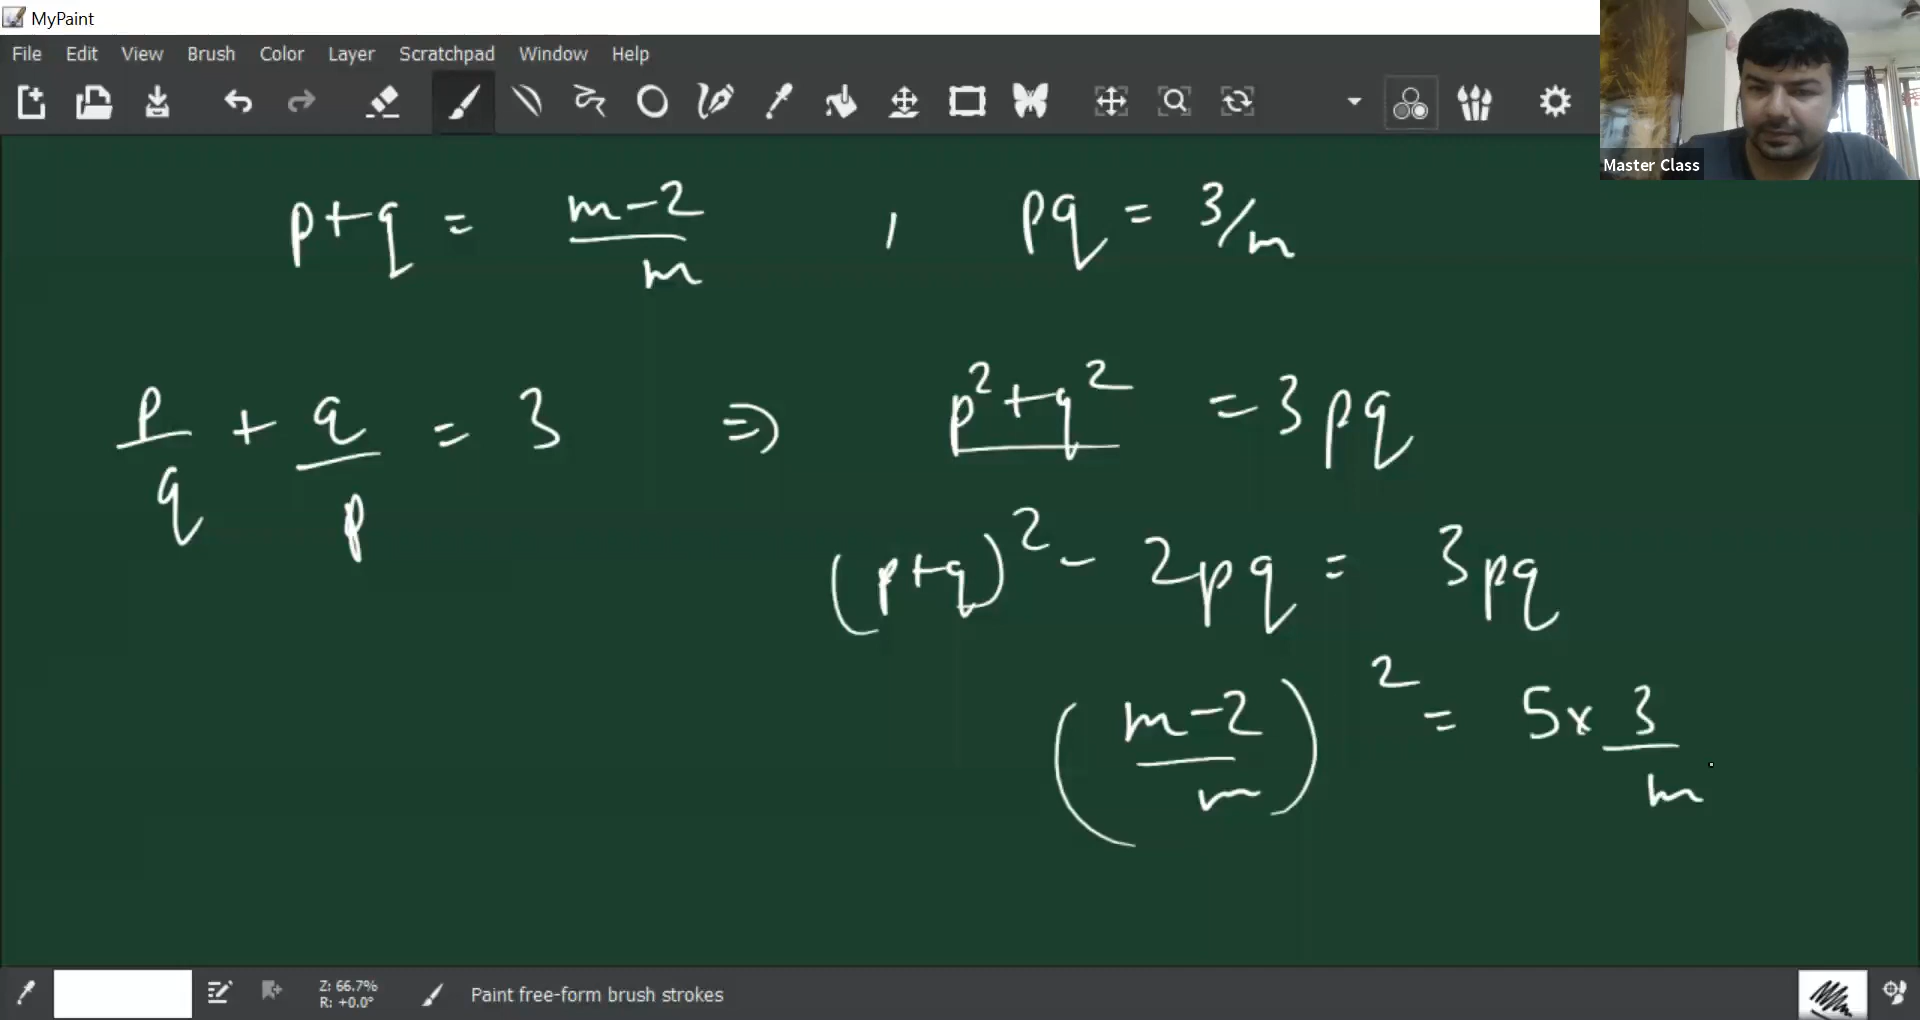 MyPaint
File Edit View Brush Color Layer Scratchpad Window Help
Master Class
p+q = (m-2)/m , pq = 3/m
p/q + q/p = 3 ⇒ p²+q² = 3pq
(p+q)² - 2pq = 3pq
((m-2)/m)² = 5 × 3/m
Z: 66.7%
R: +0.0°
Paint free-form brush strokes